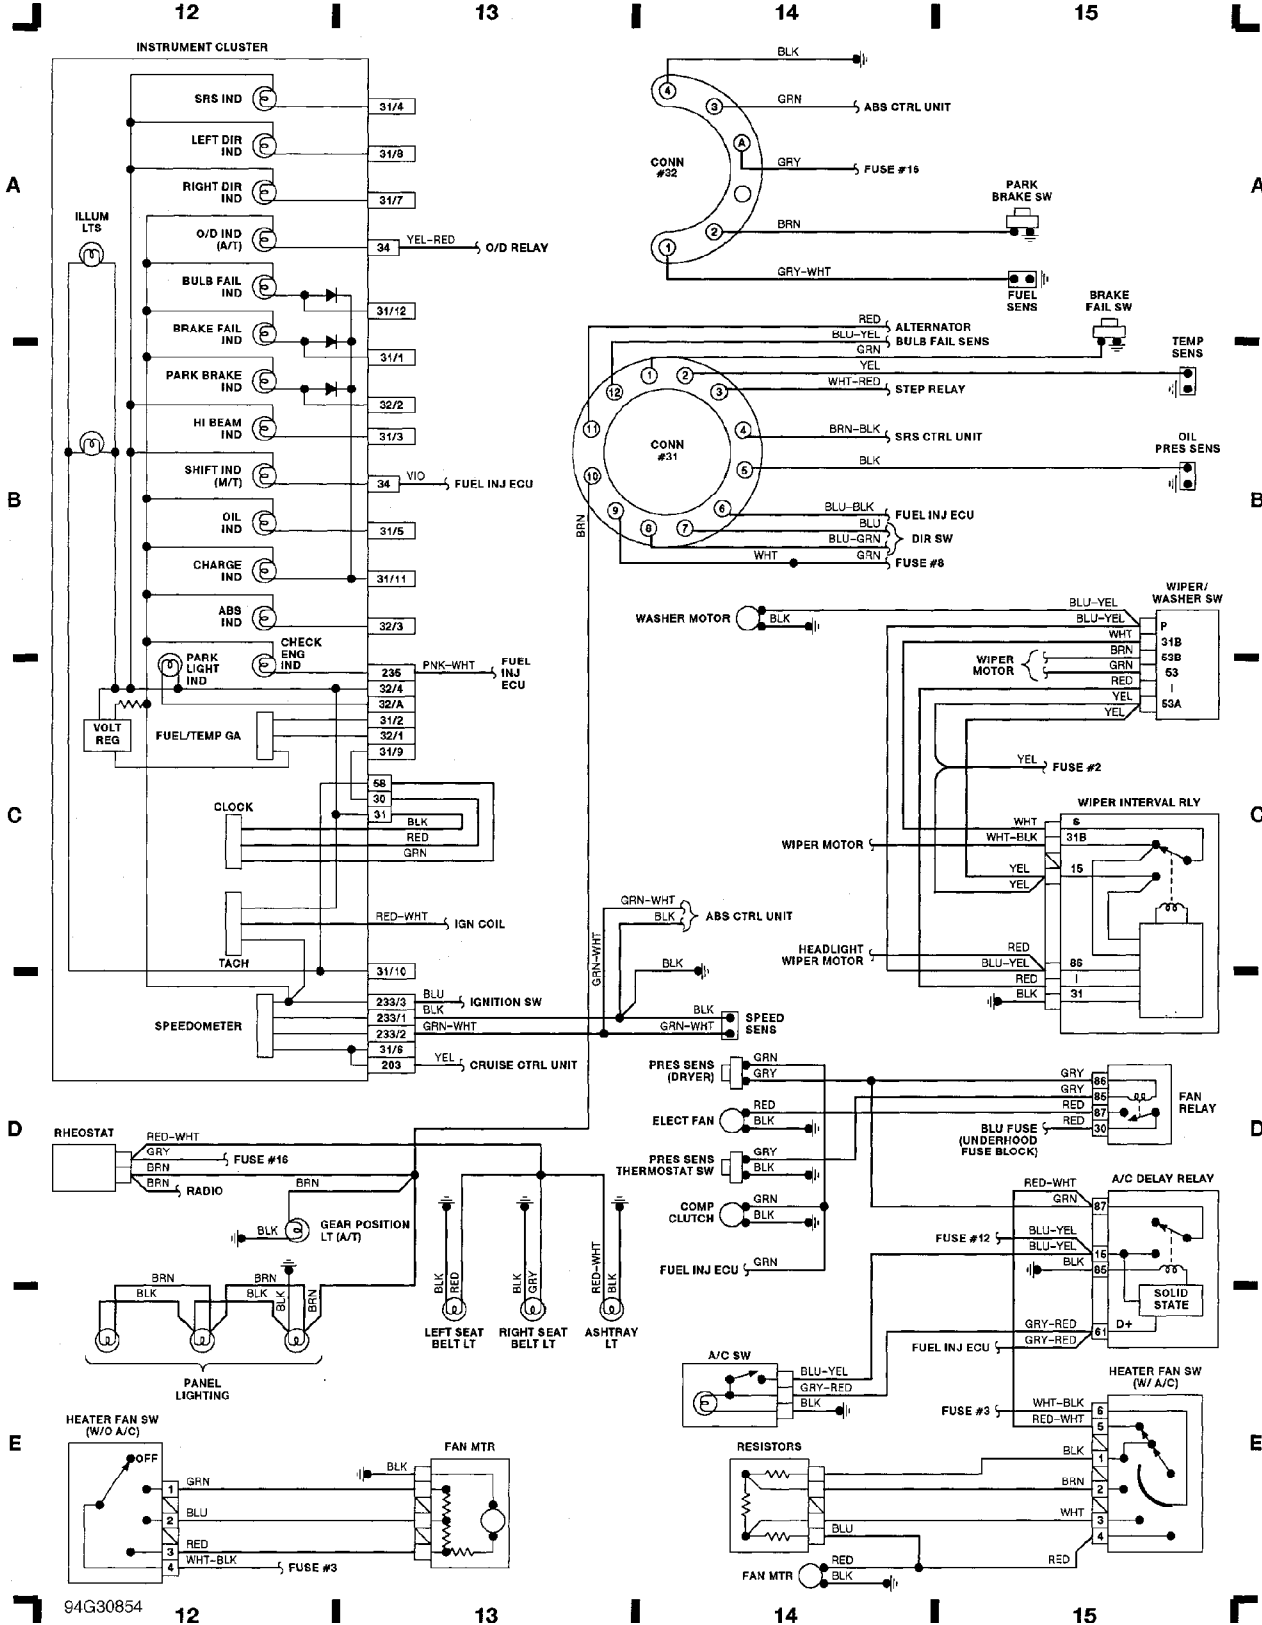 12 13 14 15
A B C D E
A B C D E
INSTRUMENT CLUSTER
SRS IND
31/4
LEFT DIR
IND
31/8
RIGHT DIR
IND
31/7
ILLUM
LTS
O/D IND
(A/T)
34
YEL-RED
O/D RELAY
BULB FAIL
IND
31/12
BRAKE FAIL
IND
31/1
PARK BRAKE
IND
32/2
HI BEAM
IND
31/3
SHIFT IND
(M/T)
34
VIO
FUEL INJ ECU
OIL
IND
31/5
CHARGE
IND
31/11
ABS
IND
32/3
CHECK
ENG
IND
235
PNK-WHT
FUEL
INJ
ECU
PARK
LIGHT
IND
32/4
32/A
31/2
32/1
31/9
VOLT
REG
FUEL/TEMP GA
58
30
31
CLOCK
BLK
RED
GRN
TACH
RED-WHT
IGN COIL
31/10
SPEEDOMETER
233/3
BLU
IGNITION SW
233/1
BLK
233/2
GRN-WHT
31/6
203
YEL
CRUISE CTRL UNIT
BLK
4
3
GRN
ABS CTRL UNIT
A
CONN
#32
GRY
FUSE #16
2
BRN
PARK
BRAKE SW
1
GRY-WHT
FUEL
SENS
BRAKE
FAIL SW
RED
ALTERNATOR
BLU-YEL
BULB FAIL SENS
GRN
YEL
TEMP
SENS
WHT-RED
STEP RELAY
BRN-BLK
SRS CTRL UNIT
BLK
OIL
PRES SENS
1
2
3
4
5
6
7
8
9
10
11
12
CONN
#31
BLU-BLK
FUEL INJ ECU
BLU
BLU-GRN
DIR SW
WHT
GRN
FUSE #8
BRN
WASHER MOTOR
BLK
BLU-YEL
BLU-YEL
WHT
BRN
GRN
RED
YEL
YEL
WIPER
MOTOR
WIPER/
WASHER SW
P
31B
53B
53
I
53A
YEL
FUSE #2
WIPER INTERVAL RLY
WHT
S
WHT-BLK
31B
WIPER MOTOR
YEL
15
YEL
HEADLIGHT
WIPER MOTOR
RED
BLU-YEL
86
RED
I
BLK
31
GRN-WHT
BLK
ABS CTRL UNIT
GRN-WHT
BLK
BLK
GRN-WHT
SPEED
SENS
PRES SENS
(DRYER)
GRN
GRY
ELECT FAN
RED
BLK
PRES SENS
THERMOSTAT SW
GRY
BLK
COMP
CLUTCH
GRN
BLK
FUEL INJ ECU
GRN
GRY
86
GRY
85
RED
87
RED
30
FAN
RELAY
BLU FUSE
(UNDERHOOD
FUSE BLOCK)
A/C DELAY RELAY
RED-WHT
GRN
87
FUSE #12
BLU-YEL
BLU-YEL
15
BLK
85
SOLID
STATE
GRY-RED
61
D+
FUEL INJ ECU
GRY-RED
RHEOSTAT
RED-WHT
GRY
FUSE #16
BRN
BRN
RADIO
BRN
BLK
GEAR POSITION
LT (A/T)
BRN
BLK
BRN
BLK
BLK
BRN
PANEL
LIGHTING
BLK
RED
LEFT SEAT
BELT LT
BLK
GRY
RIGHT SEAT
BELT LT
RED-WHT
BLK
ASHTRAY
LT
A/C SW
BLU-YEL
GRY-RED
BLK
HEATER FAN SW
(W/ A/C)
FUSE #3
WHT-BLK
6
RED-WHT
5
BLK
1
BRN
2
WHT
3
4
RESISTORS
BLU
RED
FAN MTR
RED
BLK
HEATER FAN SW
(W/O A/C)
OFF
1
GRN
2
BLU
3
RED
4
WHT-BLK
FUSE #3
FAN MTR
BLK
94G30854
12 13 14 15